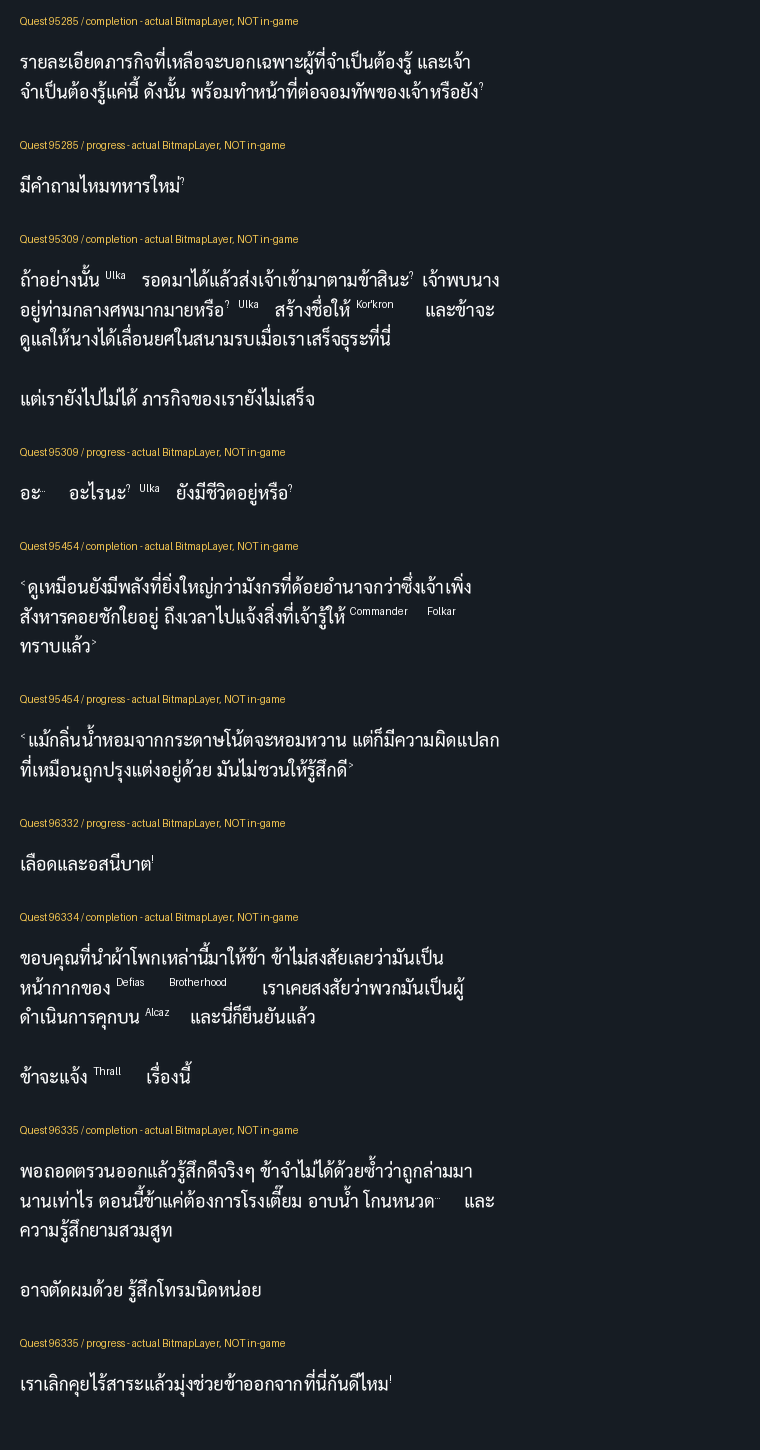 Quest 95285 / completion - actual BitmapLayer, NOT in-game
รายละเอียดภารกิจที่เหลือจะบอกเฉพาะผู้ที่จำเป็นต้องรู้ และเจ้า
จำเป็นต้องรู้แค่นี้ ดังนั้น พร้อมทำหน้าที่ต่อจอมทัพของเจ้าหรือยัง?
Quest 95285 / progress - actual BitmapLayer, NOT in-game
มีคำถามไหมทหารใหม่?
Quest 95309 / completion - actual BitmapLayer, NOT in-game
ถ้าอย่างนั้น Ulka รอดมาได้แล้วส่งเจ้าเข้ามาตามข้าสินะ? เจ้าพบนาง
อยู่ท่ามกลางศพมากมายหรือ? Ulka สร้างชื่อให้ Kor'kron และข้าจะ
ดูแลให้นางได้เลื่อนยศในสนามรบเมื่อเราเสร็จธุระที่นี่
แต่เรายังไปไม่ได้ ภารกิจของเรายังไม่เสร็จ
Quest 95309 / progress - actual BitmapLayer, NOT in-game
อะ... อะไรนะ? Ulka ยังมีชีวิตอยู่หรือ?
Quest 95454 / completion - actual BitmapLayer, NOT in-game
<ดูเหมือนยังมีพลังที่ยิ่งใหญ่กว่ามังกรที่ด้อยอำนาจกว่าซึ่งเจ้าเพิ่ง
สังหารคอยชักใยอยู่ ถึงเวลาไปแจ้งสิ่งที่เจ้ารู้ให้ Commander Folkar
ทราบแล้ว>
Quest 95454 / progress - actual BitmapLayer, NOT in-game
<แม้กลิ่นน้ำหอมจากกระดาษโน้ตจะหอมหวาน แต่ก็มีความผิดแปลก
ที่เหมือนถูกปรุงแต่งอยู่ด้วย มันไม่ชวนให้รู้สึกดี>
Quest 96332 / progress - actual BitmapLayer, NOT in-game
เลือดและอสนีบาต!
Quest 96334 / completion - actual BitmapLayer, NOT in-game
ขอบคุณที่นำผ้าโพกเหล่านี้มาให้ข้า ข้าไม่สงสัยเลยว่ามันเป็น
หน้ากากของ Defias Brotherhood เราเคยสงสัยว่าพวกมันเป็นผู้
ดำเนินการคุกบน Alcaz และนี่ก็ยืนยันแล้ว
ข้าจะแจ้ง Thrall เรื่องนี้
Quest 96335 / completion - actual BitmapLayer, NOT in-game
พอถอดตรวนออกแล้วรู้สึกดีจริงๆ ข้าจำไม่ได้ด้วยซ้ำว่าถูกล่ามมา
นานเท่าไร ตอนนี้ข้าแค่ต้องการโรงเตี๊ยม อาบน้ำ โกนหนวด... และ
ความรู้สึกยามสวมสูท
อาจตัดผมด้วย รู้สึกโทรมนิดหน่อย
Quest 96335 / progress - actual BitmapLayer, NOT in-game
เราเลิกคุยไร้สาระแล้วมุ่งช่วยข้าออกจากที่นี่กันดีไหม!